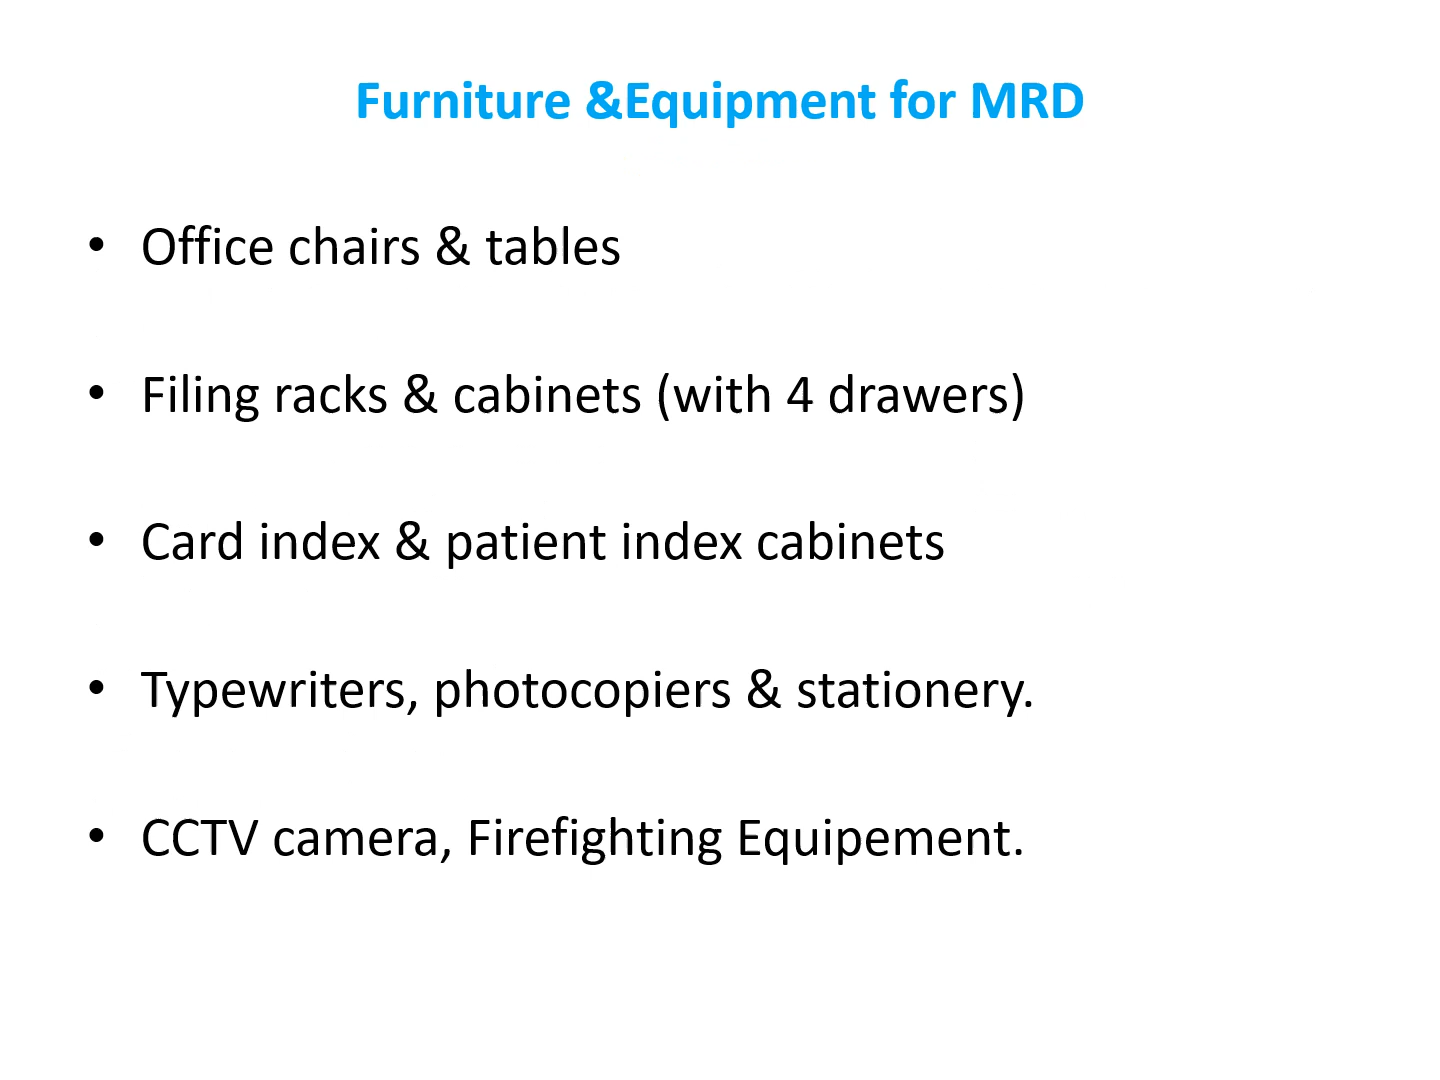 Furniture &Equipment for MRD
• Office chairs & tables
• Filing racks & cabinets (with 4 drawers)
• Card index & patient index cabinets
• Typewriters, photocopiers & stationery.
• CCTV camera, Firefighting Equipement.